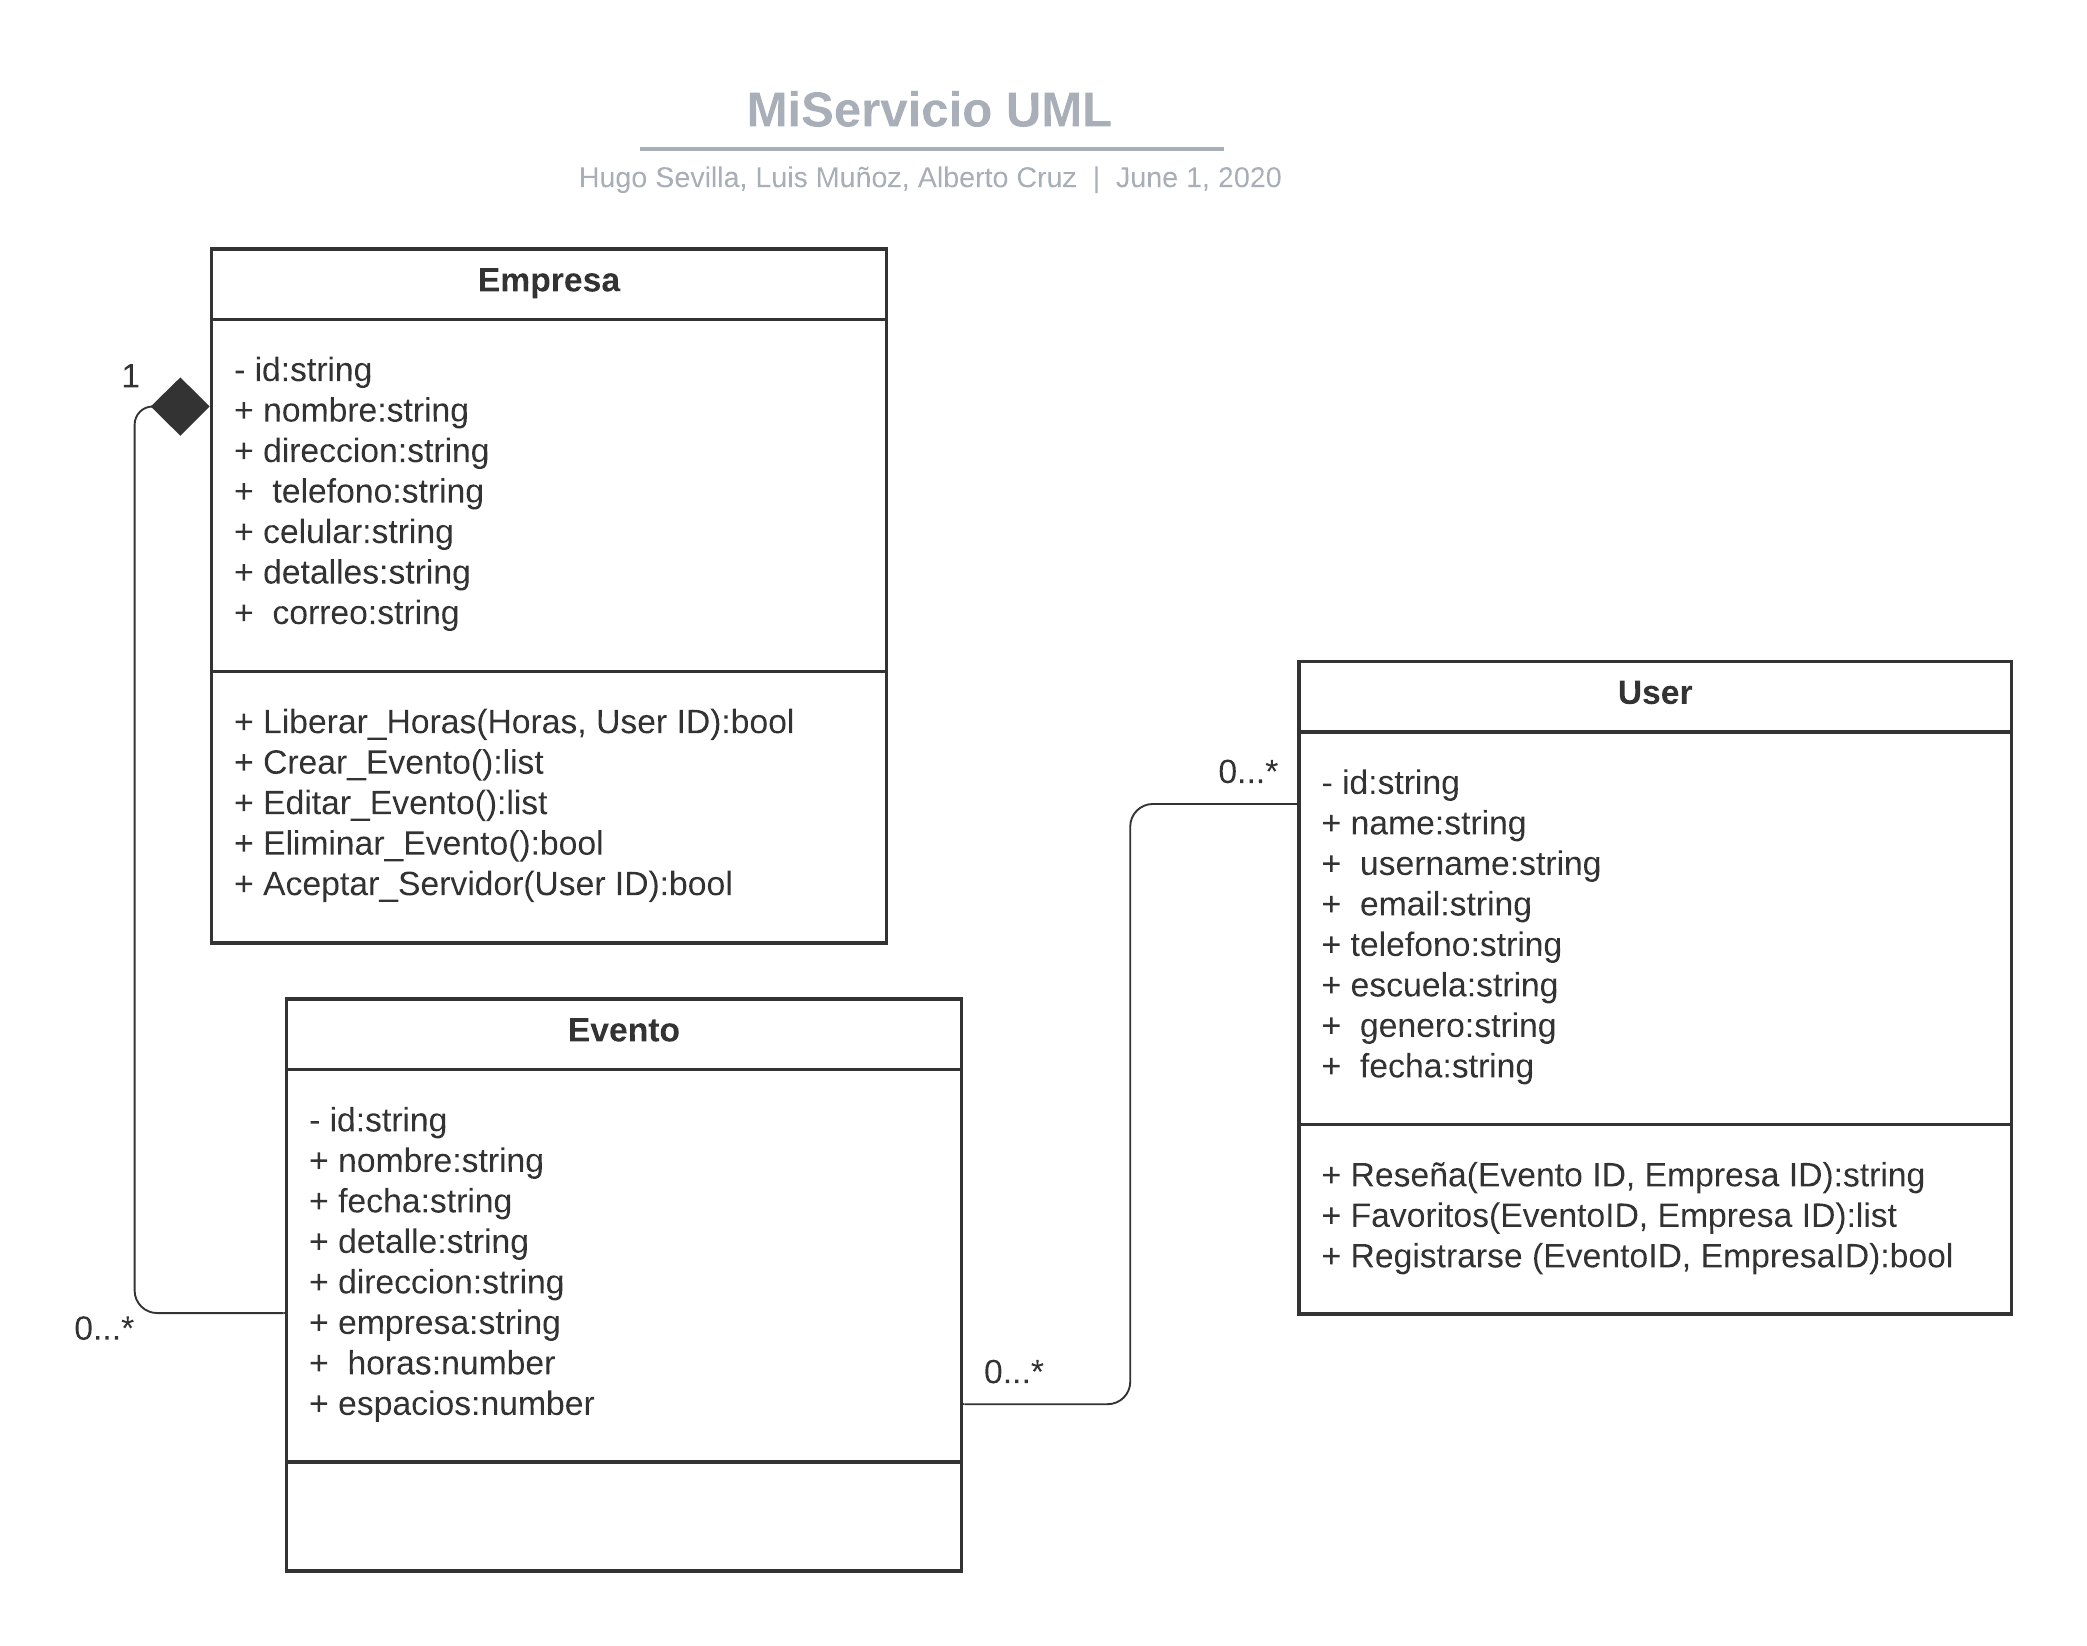 MiServicio UML
Hugo Sevilla, Luis Muñoz, Alberto Cruz | June 1, 2020
Empresa
1
- id:string
+ nombre:string
+ direccion:string
+ telefono:string
+ celular:string
+ detalles:string
+ correo:string
+ Liberar_Horas(Horas, User ID):bool
+ Crear_Evento():list
+ Editar_Evento():list
+ Eliminar_Evento():bool
+ Aceptar_Servidor(User ID):bool
User
0...*
- id:string
+ name:string
+ username:string
+ email:string
+ telefono:string
+ escuela:string
+ genero:string
+ fecha:string
+ Reseña(Evento ID, Empresa ID):string
+ Favoritos(EventoID, Empresa ID):list
+ Registrarse (EventoID, EmpresaID):bool
Evento
- id:string
+ nombre:string
+ fecha:string
+ detalle:string
+ direccion:string
+ empresa:string
+ horas:number
+ espacios:number
0...*
0...*